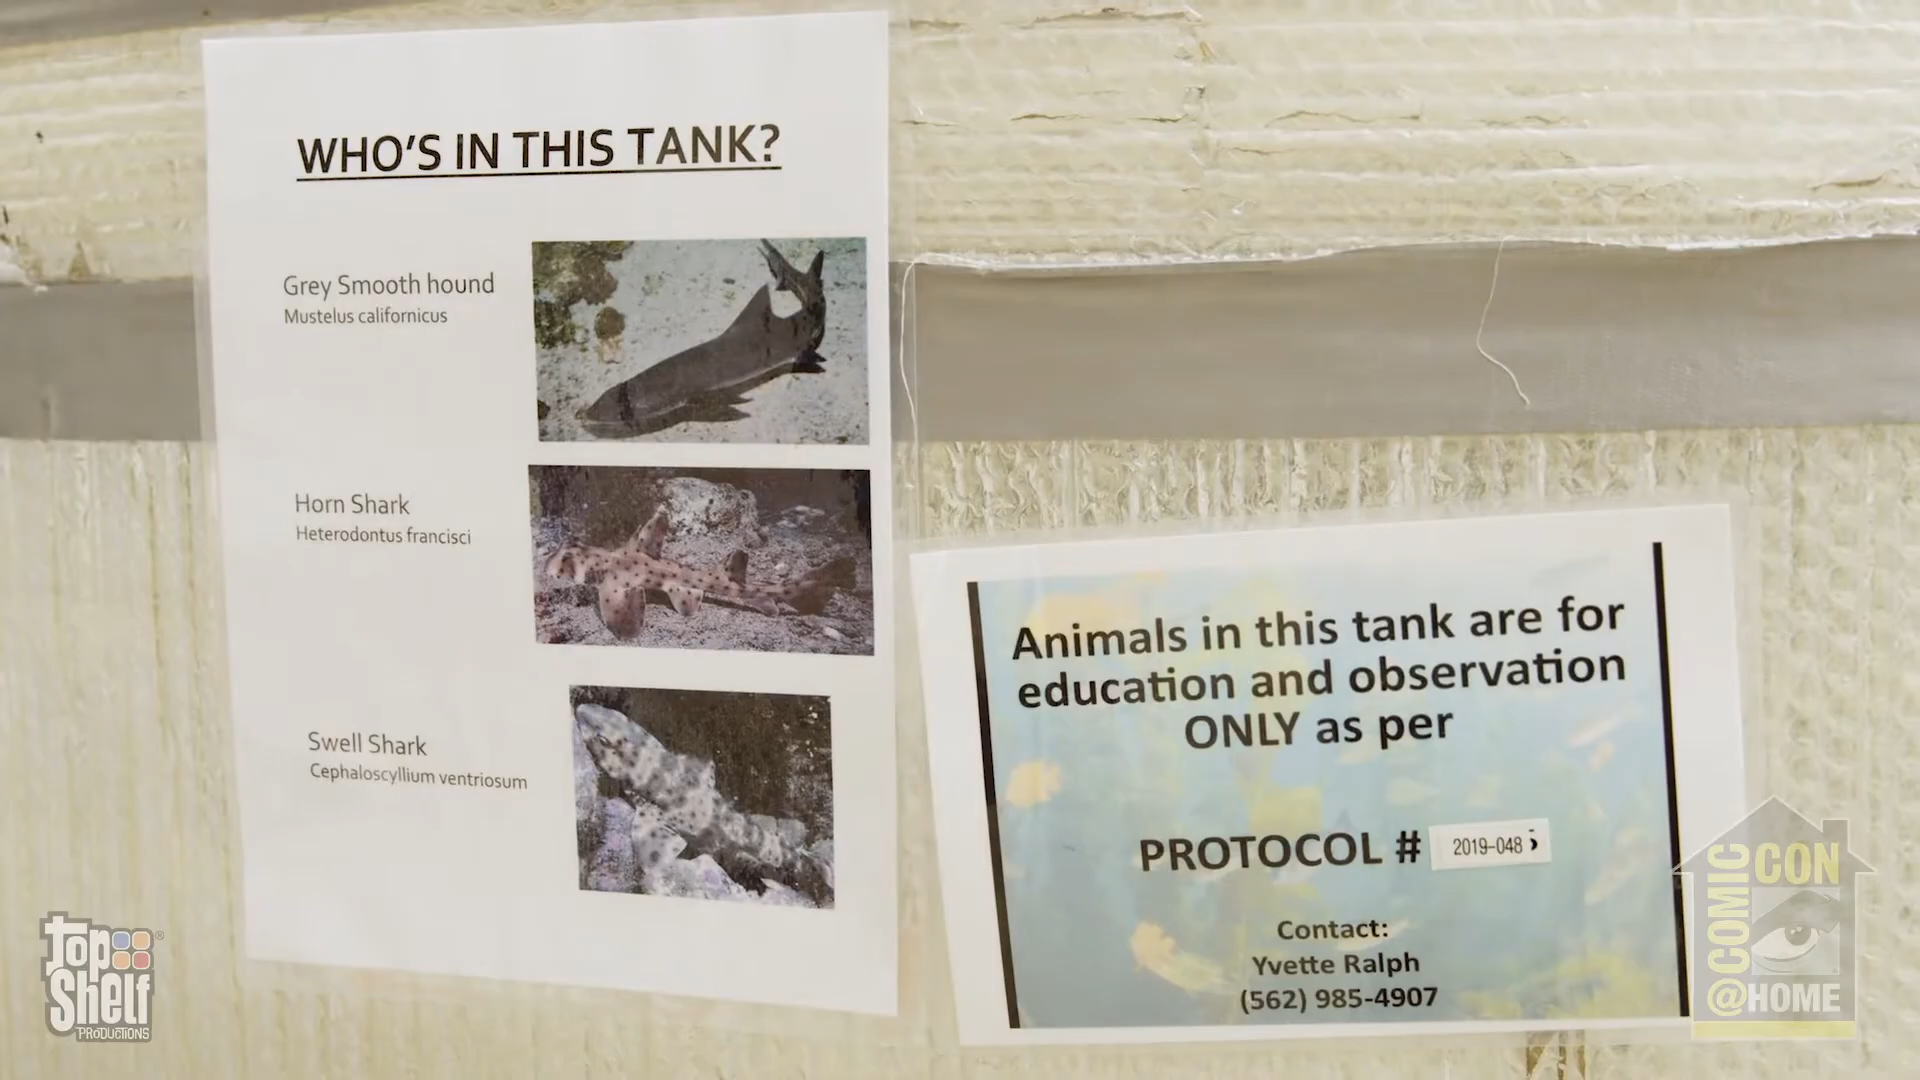 WHO'S IN THIS TANK?
Grey Smooth hound
Mustelus californicus
Horn Shark
Heterodontus francisci
Swell Shark
Cephaloscyllium ventriosum
Animals in this tank are for
education and observation
ONLY as per
PROTOCOL # 2019-048
Contact:
Yvette Ralph
(562) 985-4907
Top
Shelf
PRODUCTIONS
COMIC
CON
@HOME